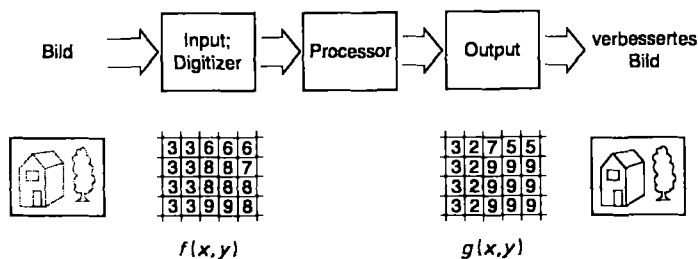 Bild
Input;
Digitizer
Processor
Output
verbessertes
Bild
3 3 6 6 6
3 3 8 8 7
3 3 8 8 8
3 3 9 9 8
f(x,y)
3 2 7 5 5
3 2 9 9 9
3 2 9 9 9
3 2 9 9 9
g(x,y)